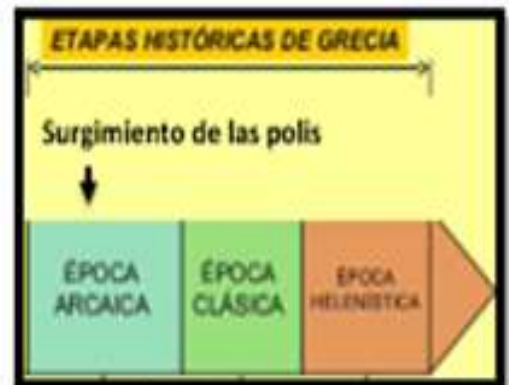 ETAPAS HISTÓRICAS DE GRECIA
Surgimiento de las polis
ÉPOCA
ARCAICA
ÉPOCA
CLÁSICA
ÉPOCA
HELENÍSTICA